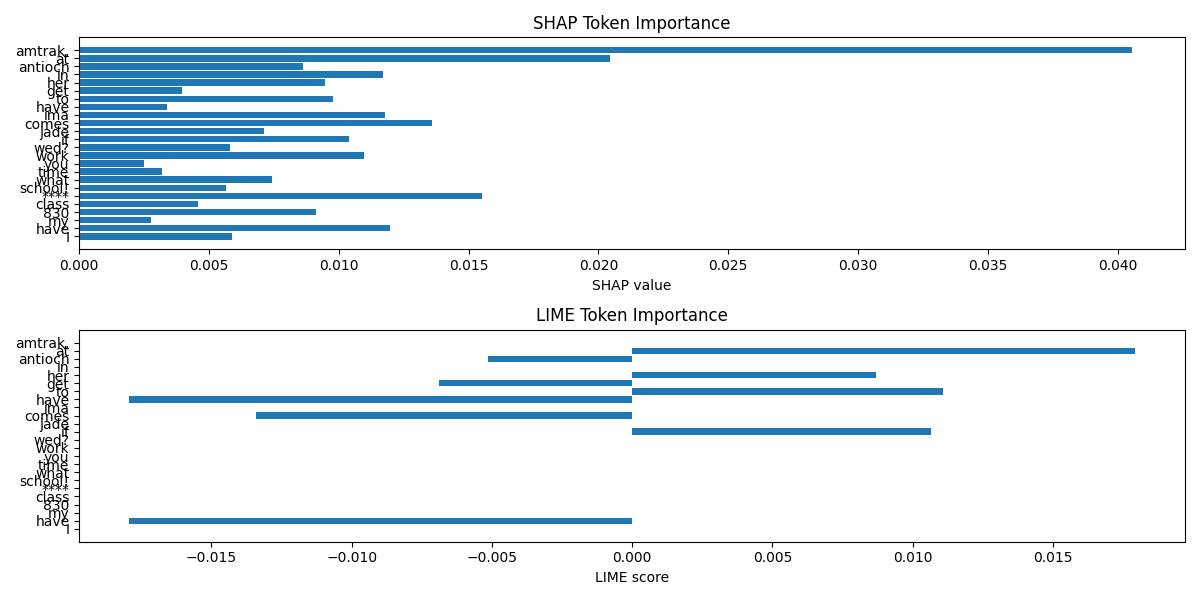 SHAP Token Importance
amtrak.
at
antioch
in
her
get
to
have
ima
comes
jade
if
wed?
work
you
time
what
school!
****
class
830
my
have
i
0.000 0.005 0.010 0.015 0.020 0.025 0.030 0.035 0.040
SHAP value
LIME Token Importance
amtrak.
at
antioch
in
her
get
to
have
ima
comes
jade
if
wed?
work
you
time
what
school!
****
class
830
my
have
i
−0.015 −0.010 −0.005 0.000 0.005 0.010 0.015
LIME score